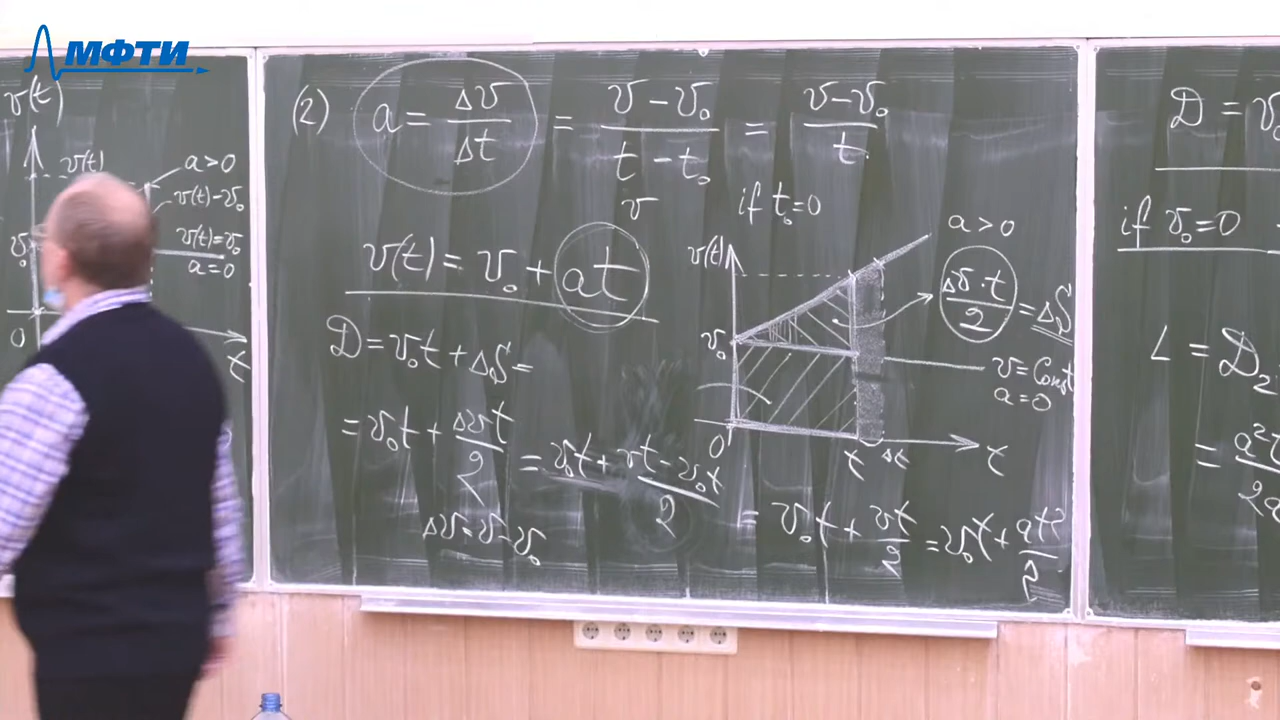 МФТИ
v(t)
v(t)
a>0
v(t)-v₀
v(t)=v₀
a=0
v₀
0
t
(2) a = Δv/Δt = (v-v₀)/(t-t₀) = (v-v₀)/t
v
if t₀=0
v(t) = v₀ + at
D = v₀t + ΔS =
= v₀t + Δvt/2 = v₀t + (vt-v₀t)/2 = v₀t + vt/2 = v₀t + at²/2
Δv=v-v₀
v(t)
a>0
Δv·t/2 = ΔS
v₀
v=Const
a=0
0
t
Δt
t
D = v₀
if v₀=0
L = D₂